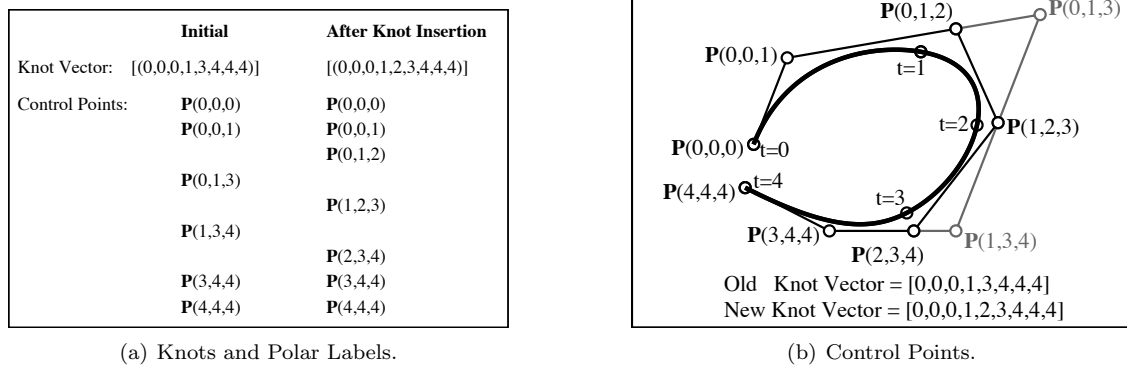 Initial After Knot Insertion
Knot Vector: [(0,0,0,1,3,4,4,4)] [(0,0,0,1,2,3,4,4,4)]
Control Points: P(0,0,0) P(0,0,0)
P(0,0,1) P(0,0,1)
P(0,1,2)
P(0,1,3)
P(1,2,3)
P(1,3,4)
P(2,3,4)
P(3,4,4) P(3,4,4)
P(4,4,4) P(4,4,4)
(a) Knots and Polar Labels.
P(0,1,2)
P(0,1,3)
P(0,0,1)
t=1
t=2
P(1,2,3)
P(0,0,0)
t=0
P(4,4,4)
t=4
t=3
P(3,4,4)
P(2,3,4)
P(1,3,4)
Old Knot Vector = [0,0,0,1,3,4,4,4]
New Knot Vector = [0,0,0,1,2,3,4,4,4]
(b) Control Points.